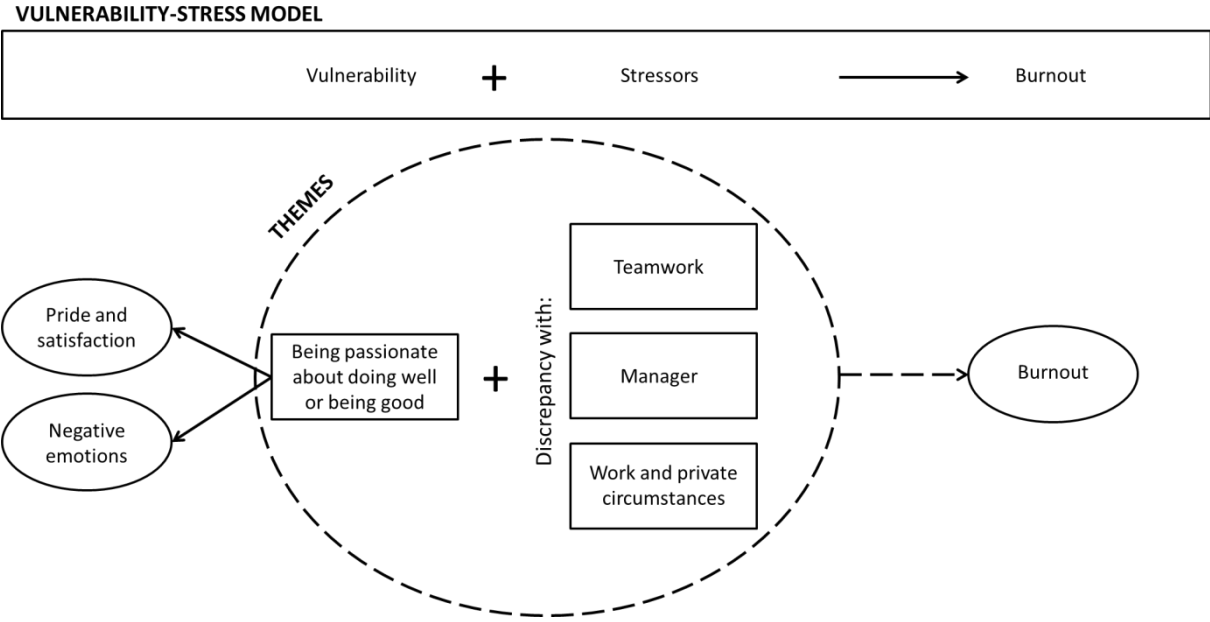 VULNERABILITY-STRESS MODEL
Vulnerability + Stressors Burnout
THEMES
Pride and
satisfaction
Negative
emotions
Being passionate
about doing well
or being good
+
Discrepancy with:
Teamwork
Manager
Work and private
circumstances
Burnout